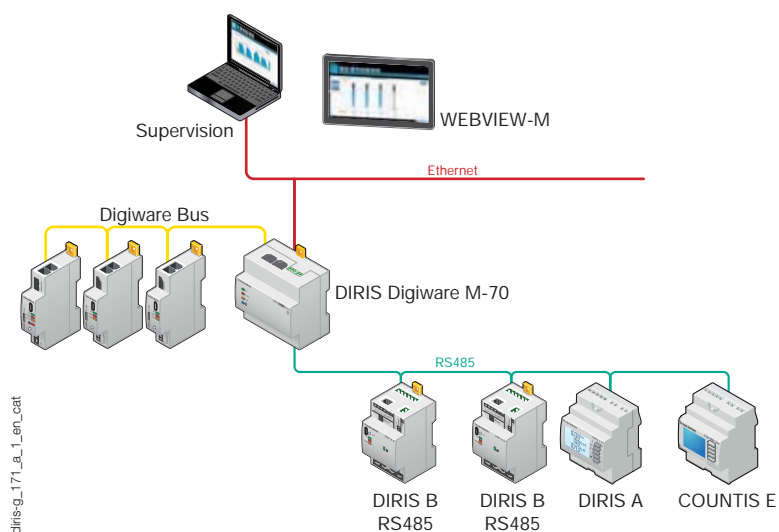 Supervision
WEBVIEW-M
Ethernet
Digiware Bus
DIRIS Digiware M-70
RS485
DIRIS B
RS485
DIRIS B
RS485
DIRIS A
COUNTIS E
diris-g_171_a_1_en_cat